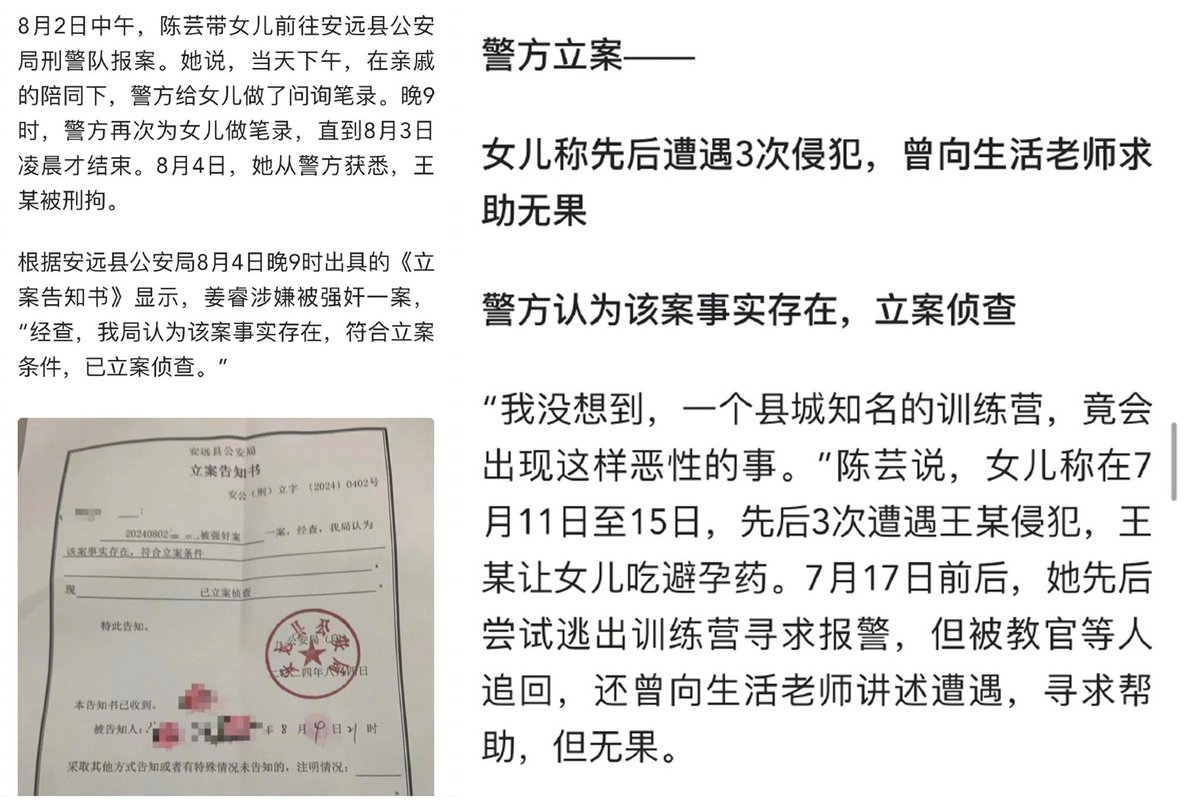 8月2日中午，陈芸带女儿前往安远县公安
局刑警队报案。她说，当天下午，在亲戚
的陪同下，警方给女儿做了问询笔录。晚9
时，警方再次为女儿做笔录，直到8月3日
凌晨才结束。8月4日，她从警方获悉，王
某被刑拘。
根据安远县公安局8月4日晚9时出具的《立
案告知书》显示，姜睿涉嫌被强奸一案，
“经查，我局认为该案事实存在，符合立案
条件，已立案侦查。”
安远县公安局
立案告知书
安公（刑）立字〔2024〕0402号
20240802 被强奸案 一案，经查，我局认为
该案事实存在，符合立案条件
现 已立案侦查
特此告知。
二〇二四年八月四日
本告知书已收到。
被告知人： 年 8 月 4 日 21 时
采取其他方式告知或者有特殊情况未告知的，注明情况：
警方立案——
女儿称先后遭遇3次侵犯，曾向生活老师求
助无果
警方认为该案事实存在，立案侦查
“我没想到，一个县城知名的训练营，竟会
出现这样恶性的事。”陈芸说，女儿称在7
月11日至15日，先后3次遭遇王某侵犯，王
某让女儿吃避孕药。7月17日前后，她先后
尝试逃出训练营寻求报警，但被教官等人
追回，还曾向生活老师讲述遭遇，寻求帮
助，但无果。